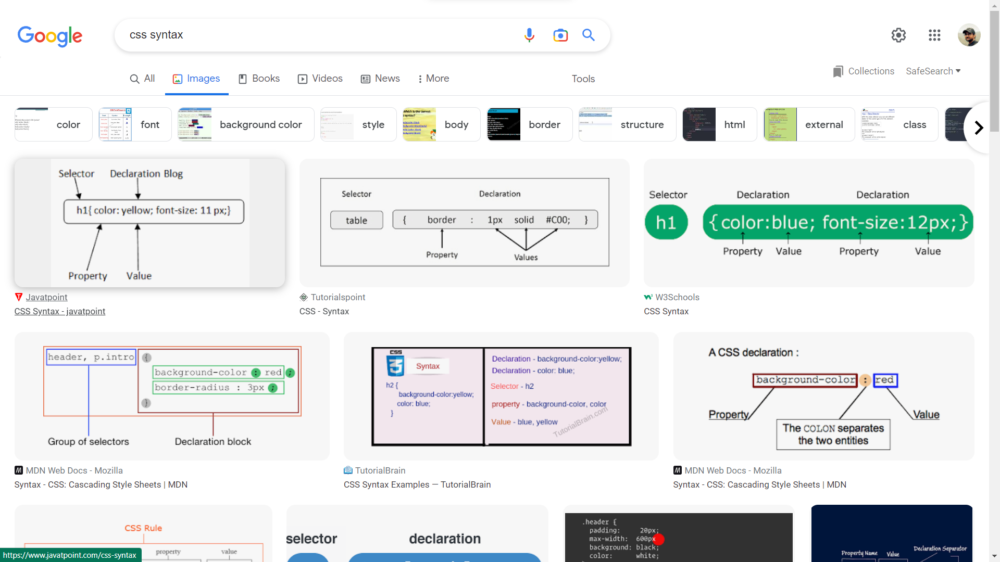 Google
css syntax
All Images Books Videos News More Tools
Collections SafeSearch
color font background color style body border structure html external class
Selector Declaration Blog
h1{ color: yellow; font-size: 11 px;}
Property Value
Javatpoint
CSS Syntax - javatpoint
Selector Declaration
table { border : 1px solid #C00; }
Property Values
Tutorialspoint
CSS - Syntax
Selector Declaration Declaration
h1 {color:blue; font-size:12px;}
Property Value Property Value
W3Schools
CSS Syntax
header, p.intro {
background-color : red ;
border-radius : 3px ;
}
Group of selectors Declaration block
MDN Web Docs - Mozilla
Syntax - CSS: Cascading Style Sheets | MDN
CSS
Syntax
h2 {
background-color:yellow;
color: blue;
}
Declaration - background-color:yellow;
Declaration - color: blue;
Selector - h2
property - background-color, color
Value - blue, yellow
TutorialBrain.com
TutorialBrain
CSS Syntax Examples — TutorialBrain
A CSS declaration :
background-color : red
Property Value
The COLON separates
the two entities
MDN Web Docs - Mozilla
Syntax - CSS: Cascading Style Sheets | MDN
CSS Rule
property value
selector declaration
.header {
padding: 20px;
max-width: 600px
background: black;
color: white;
Property Name Value Declaration Separator
https://www.javatpoint.com/css-syntax